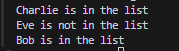 Charlie is in the list
Eve is not in the list
Bob is in the list